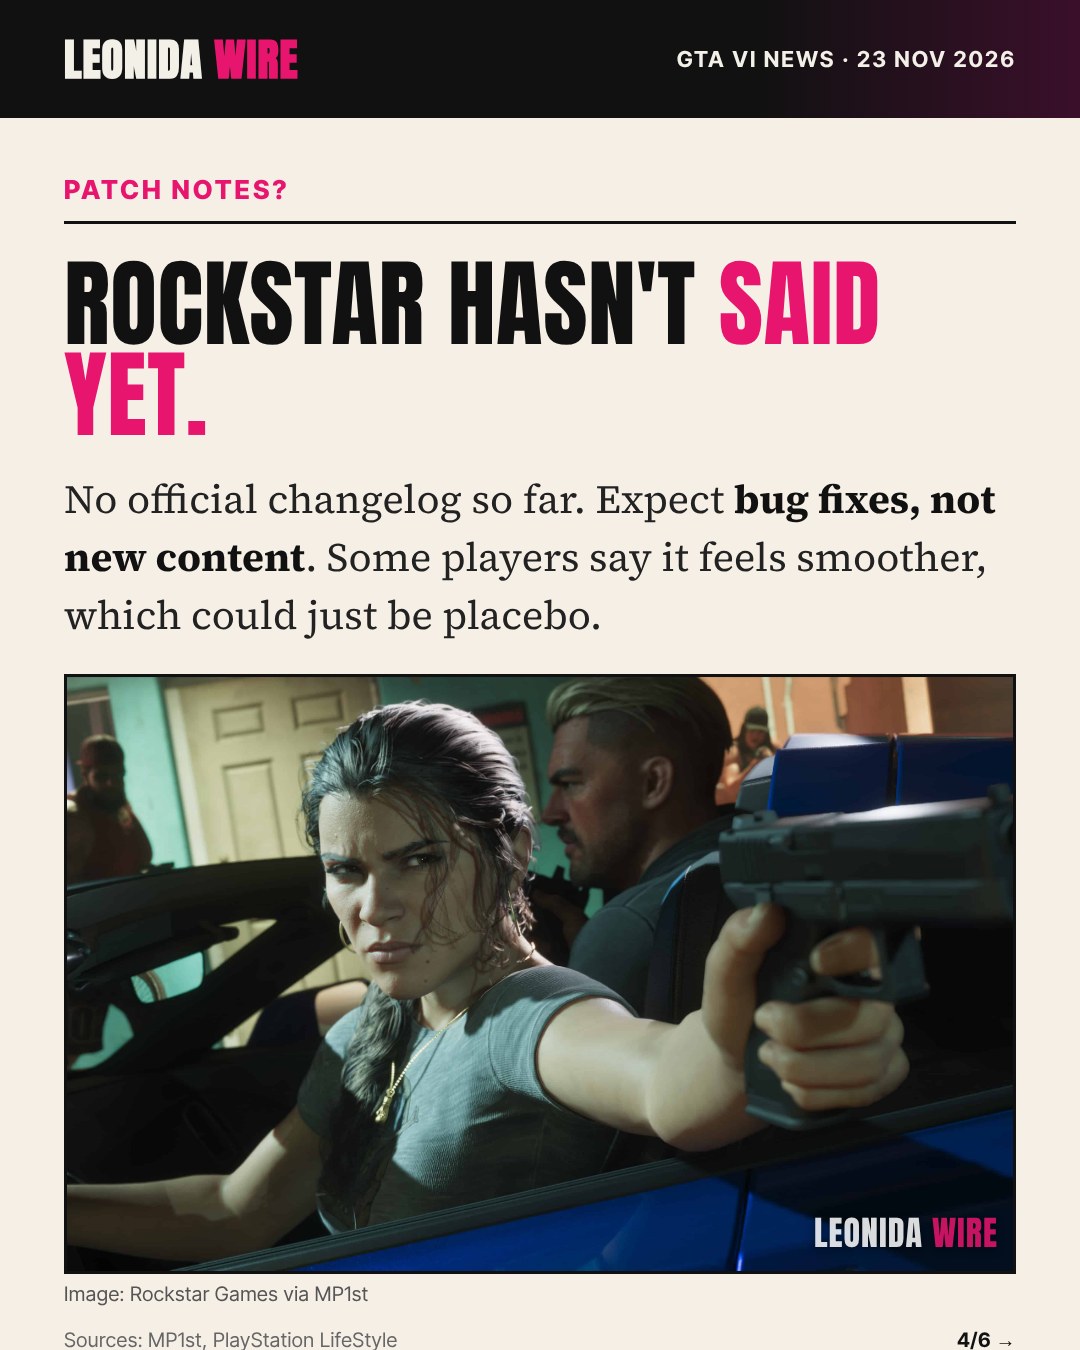 LEONIDA WIRE
GTA VI NEWS · 23 NOV 2026
PATCH NOTES?
ROCKSTAR HASN'T SAID
YET.
No official changelog so far. Expect bug fixes, not
new content. Some players say it feels smoother,
which could just be placebo.
LEONIDA WIRE
Image: Rockstar Games via MP1st
Sources: MP1st, PlayStation LifeStyle
4/6 →